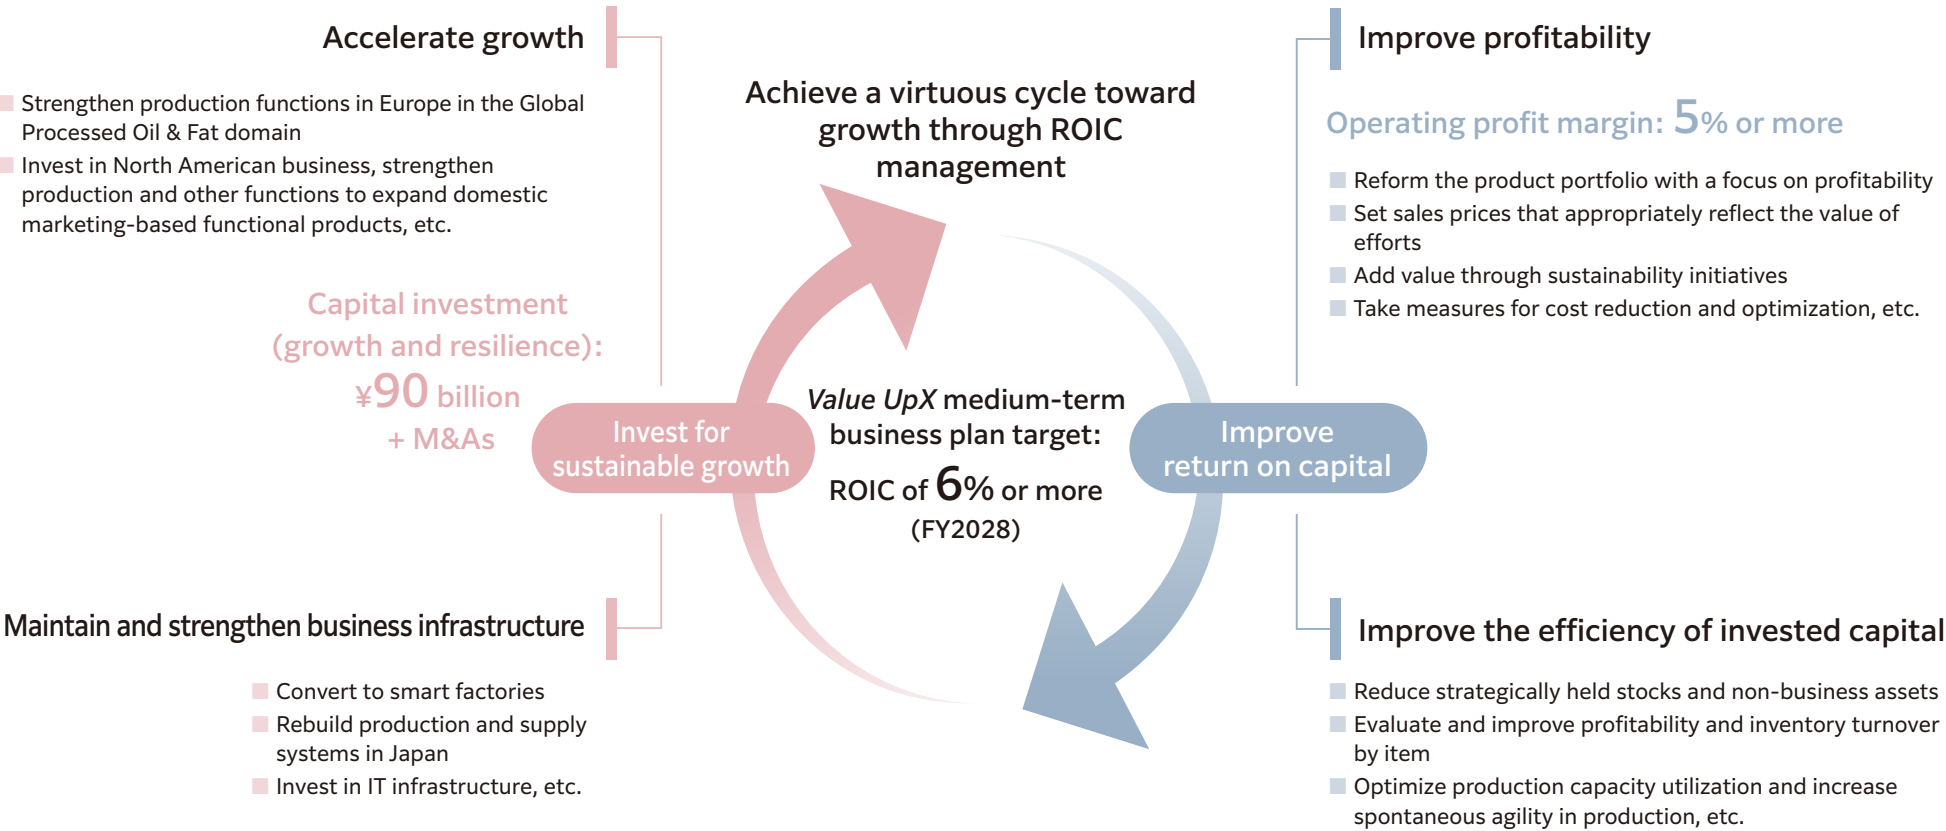 Accelerate growth
Strengthen production functions in Europe in the Global
Processed Oil & Fat domain
Invest in North American business, strengthen
production and other functions to expand domestic
marketing-based functional products, etc.
Capital investment
(growth and resilience):
¥90 billion
+ M&As
Invest for
sustainable growth
Maintain and strengthen business infrastructure
Convert to smart factories
Rebuild production and supply
systems in Japan
Invest in IT infrastructure, etc.
Achieve a virtuous cycle toward
growth through ROIC
management
Value UpX medium-term
business plan target:
ROIC of 6% or more
(FY2028)
Improve profitability
Operating profit margin: 5% or more
Reform the product portfolio with a focus on profitability
Set sales prices that appropriately reflect the value of
efforts
Add value through sustainability initiatives
Take measures for cost reduction and optimization, etc.
Improve
return on capital
Improve the efficiency of invested capital
Reduce strategically held stocks and non-business assets
Evaluate and improve profitability and inventory turnover
by item
Optimize production capacity utilization and increase
spontaneous agility in production, etc.